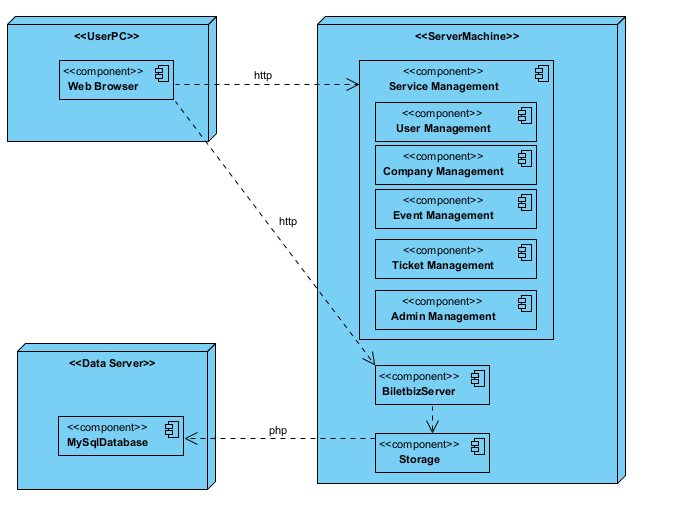 <<UserPC>>
<<component>>
Web Browser
http
http
<<ServerMachine>>
<<component>>
Service Management
<<component>>
User Management
<<component>>
Company Management
<<component>>
Event Management
<<component>>
Ticket Management
<<component>>
Admin Management
<<component>>
BiletbizServer
<<component>>
Storage
php
<<Data Server>>
<<component>>
MySqlDatabase